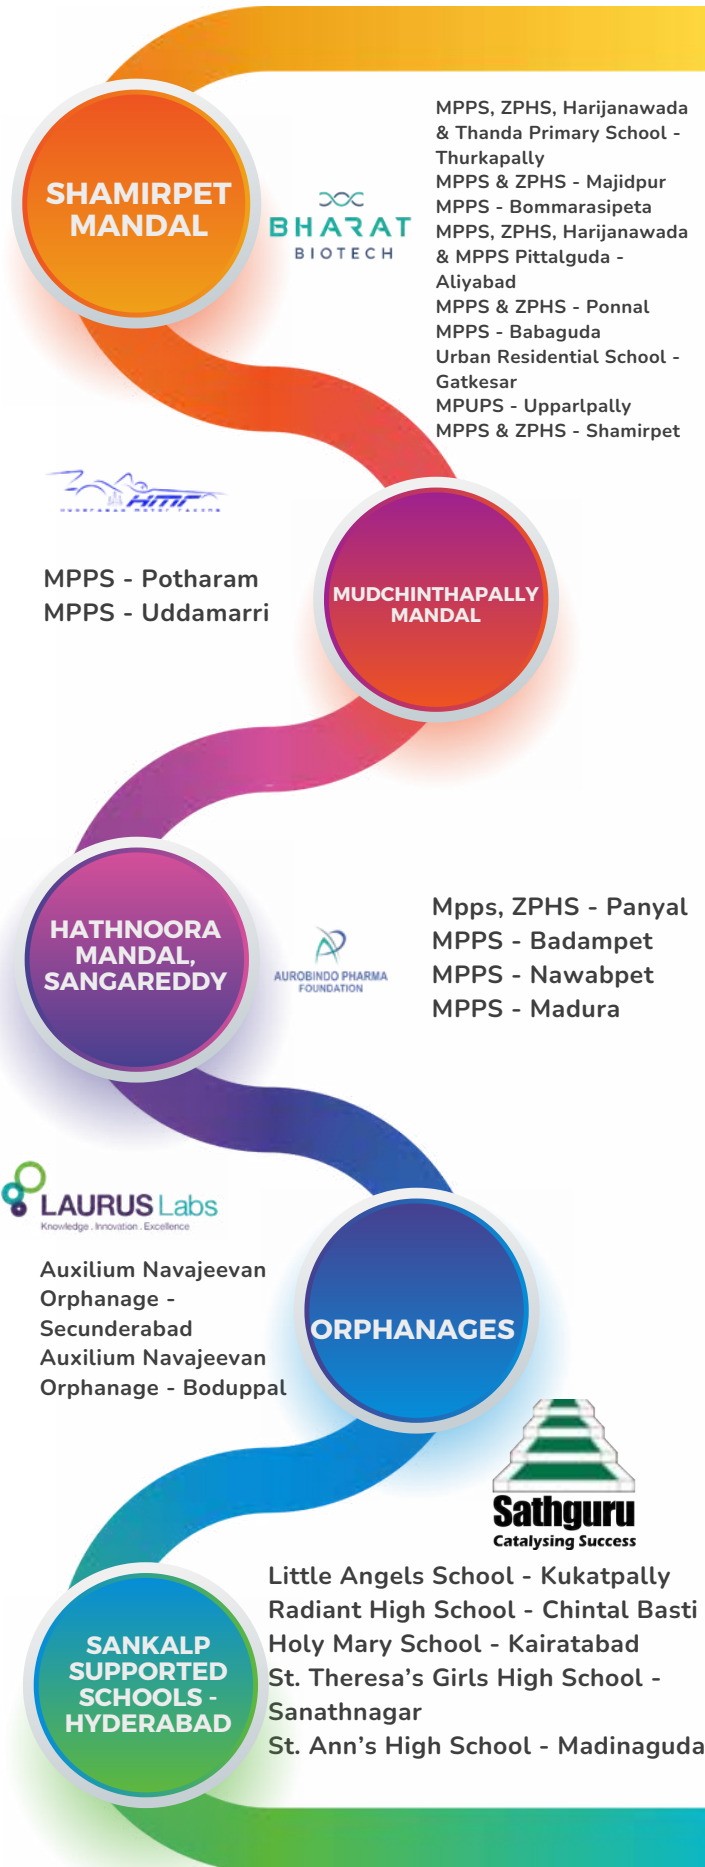 SHAMIRPET
MANDAL
BHARAT
BIOTECH
MPPS, ZPHS, Harijanawada
& Thanda Primary School -
Thurkapally
MPPS & ZPHS - Majidpur
MPPS - Bommarasipeta
MPPS, ZPHS, Harijanawada
& MPPS Pittalguda -
Aliyabad
MPPS & ZPHS - Ponnal
MPPS - Babaguda
Urban Residential School -
Gatkesar
MPUPS - Upparlpally
MPPS & ZPHS - Shamirpet
HMR
HYDERABAD MOTOR RACING
MPPS - Potharam
MPPS - Uddamarri
MUDCHINTHAPALLY
MANDAL
HATHNOORA
MANDAL,
SANGAREDDY
AUROBINDO PHARMA
FOUNDATION
Mpps, ZPHS - Panyal
MPPS - Badampet
MPPS - Nawabpet
MPPS - Madura
LAURUS Labs
Knowledge . Innovation . Excellence
Auxilium Navajeevan
Orphanage -
Secunderabad
Auxilium Navajeevan
Orphanage - Boduppal
ORPHANAGES
Sathguru
Catalysing Success
SANKALP
SUPPORTED
SCHOOLS -
HYDERABAD
Little Angels School - Kukatpally
Radiant High School - Chintal Basti
Holy Mary School - Kairatabad
St. Theresa's Girls High School -
Sanathnagar
St. Ann's High School - Madinaguda